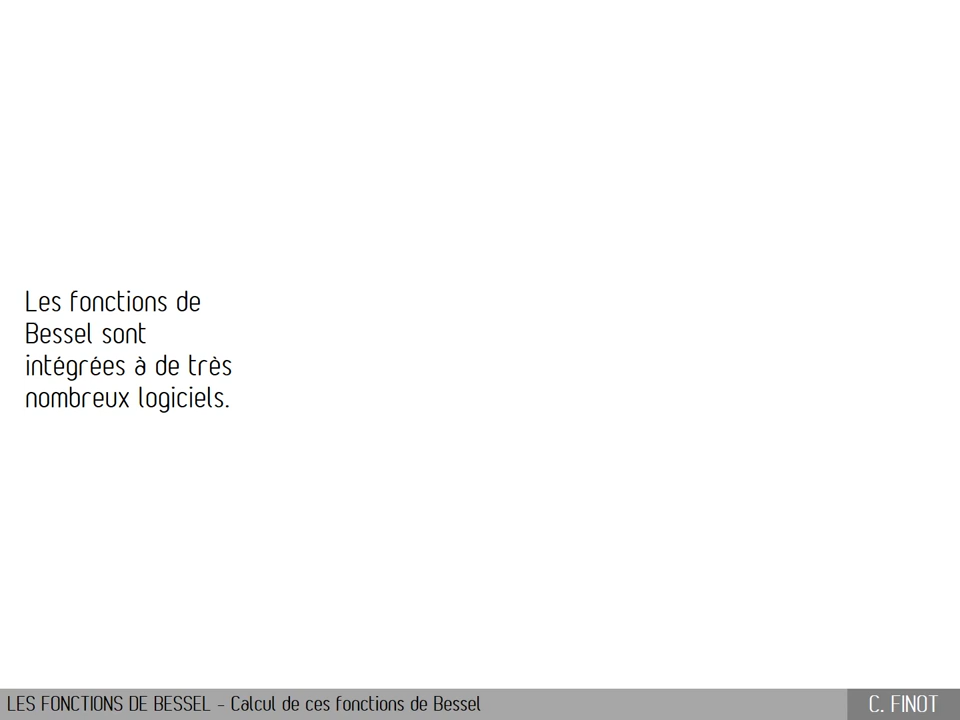 Les fonctions de
Bessel sont
intégrées à de très
nombreux logiciels.
LES FONCTIONS DE BESSEL - Calcul de ces fonctions de Bessel
C. FINOT